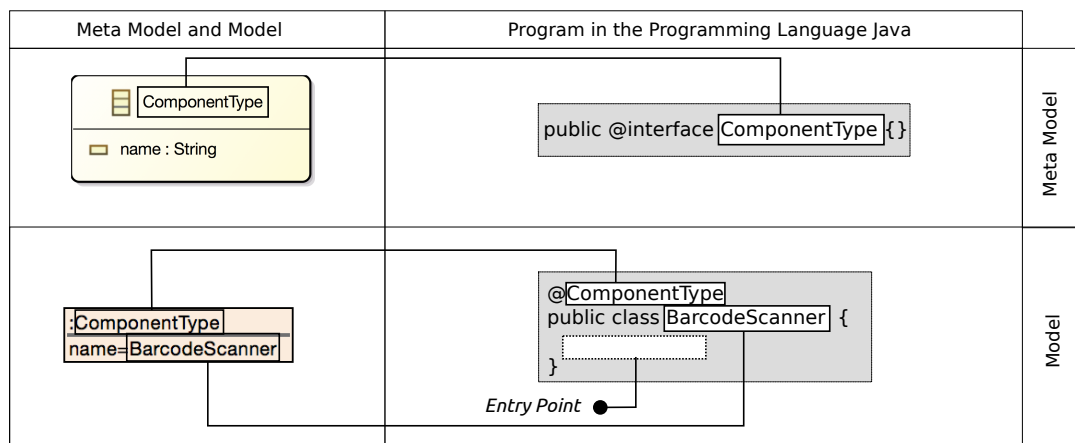 Meta Model and Model
Program in the Programming Language Java
ComponentType
name : String
public @interface ComponentType {}
Meta Model
:ComponentType
name=BarcodeScanner
@ComponentType
public class BarcodeScanner {
}
Entry Point
Model